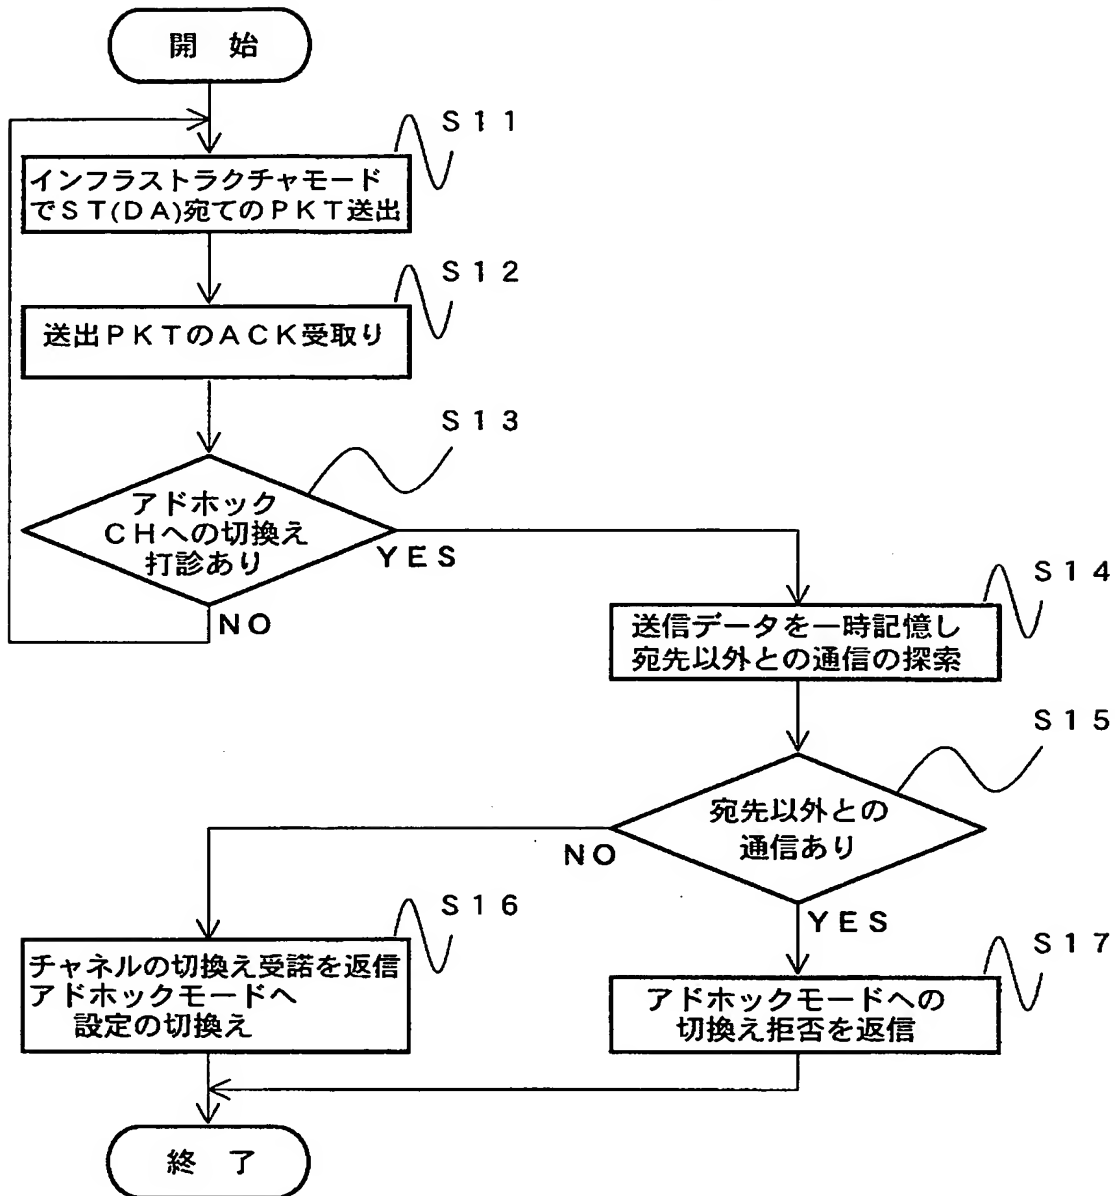 開 始
S11
インフラストラクチャモード
でST(DA)宛てのPKT送出
S12
送出PKTのACK受取り
S13
アドホック
CHへの切換え
打診あり
YES
NO
S14
送信データを一時記憶し
宛先以外との通信の探索
S15
宛先以外との
通信あり
NO
YES
S16
チャネルの切換え受諾を返信
アドホックモードへ
設定の切換え
S17
アドホックモードへの
切換え拒否を返信
終 了